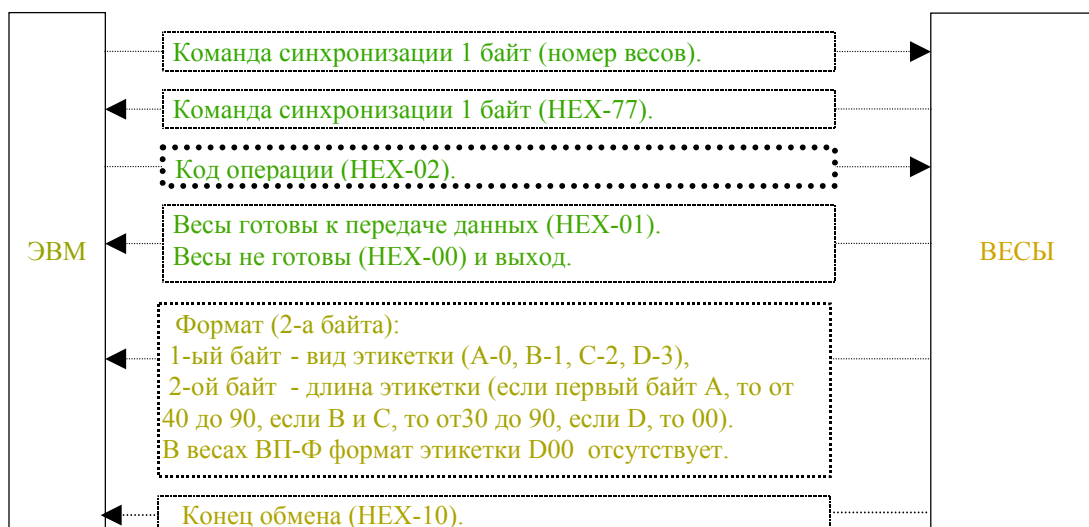 Команда синхронизации 1 байт (номер весов).
Команда синхронизации 1 байт (HEX-77).
Код операции (HEX-02).
Весы готовы к передаче данных (HEX-01).
Весы не готовы (HEX-00) и выход.
ЭВМ
ВЕСЫ
Формат (2-а байта):
1-ый байт - вид этикетки (A-0, B-1, C-2, D-3),
2-ой байт - длина этикетки (если первый байт А, то от
40 до 90, если В и С, то от30 до 90, если D, то 00).
В весах ВП-Ф формат этикетки D00 отсутствует.
Конец обмена (HEX-10).